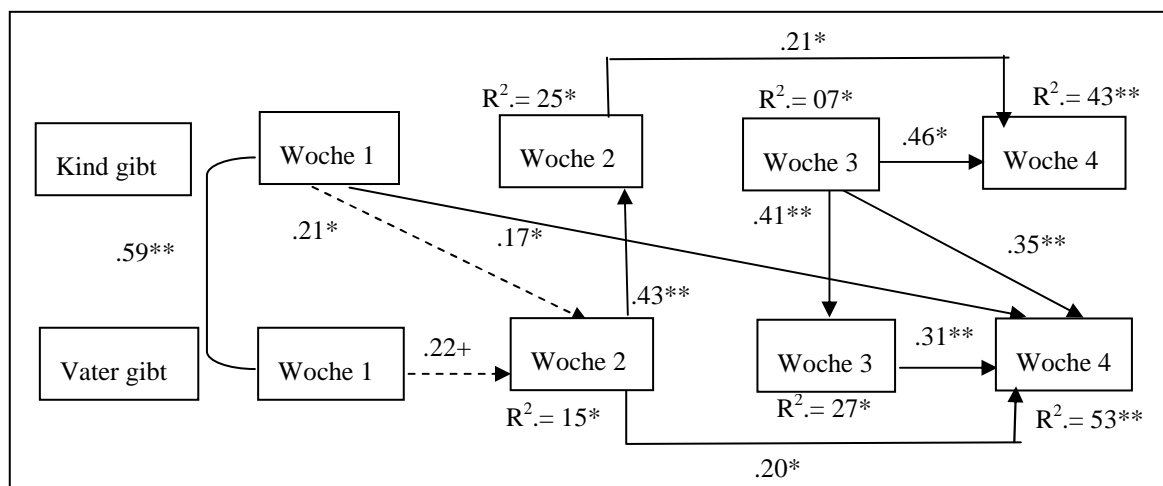 .21*
R².= 25*
R².= 07*
R².= 43**
Kind gibt
Woche 1
Woche 2
Woche 3
.46*
Woche 4
.59**
.21*
.17*
.43**
.41**
.35**
Vater gibt
Woche 1
.22+
Woche 2
Woche 3
.31**
Woche 4
R².= 15*
R².= 27*
R².= 53**
.20*